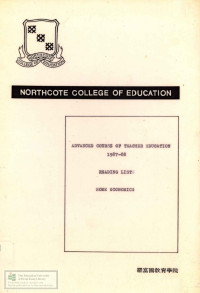 NORTHCOTE COLLEGE OF EDUCATION
ADVANCED COURSE OF TEACHER EDUCATION
1987-88
READING LIST:
HOME ECONOMICS
羅富國教育學院